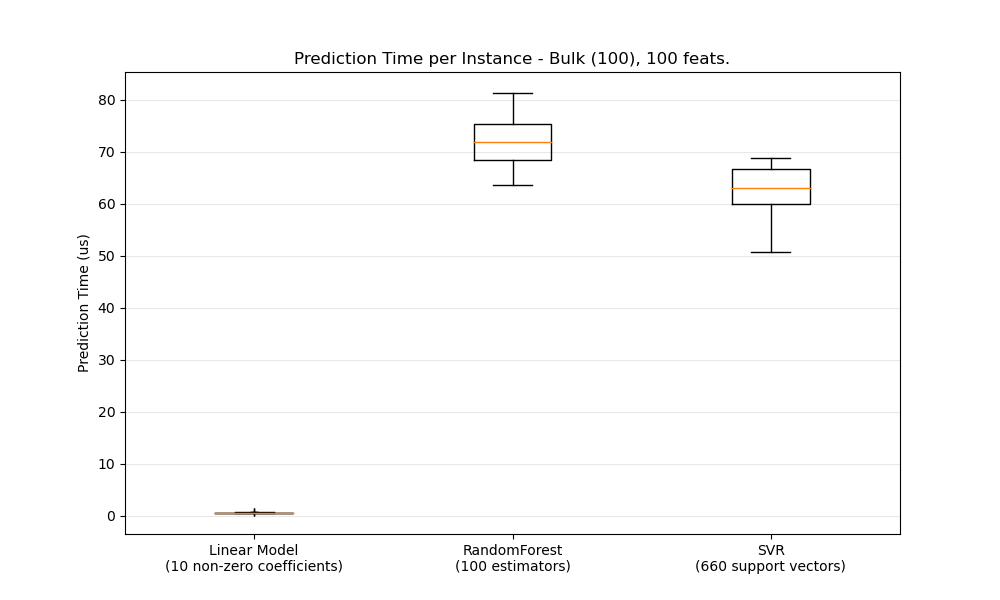 Prediction Time per Instance - Bulk (100), 100 feats.
Prediction Time (us)
80
70
60
50
40
30
20
10
0
Linear Model
(10 non-zero coefficients)
RandomForest
(100 estimators)
SVR
(660 support vectors)